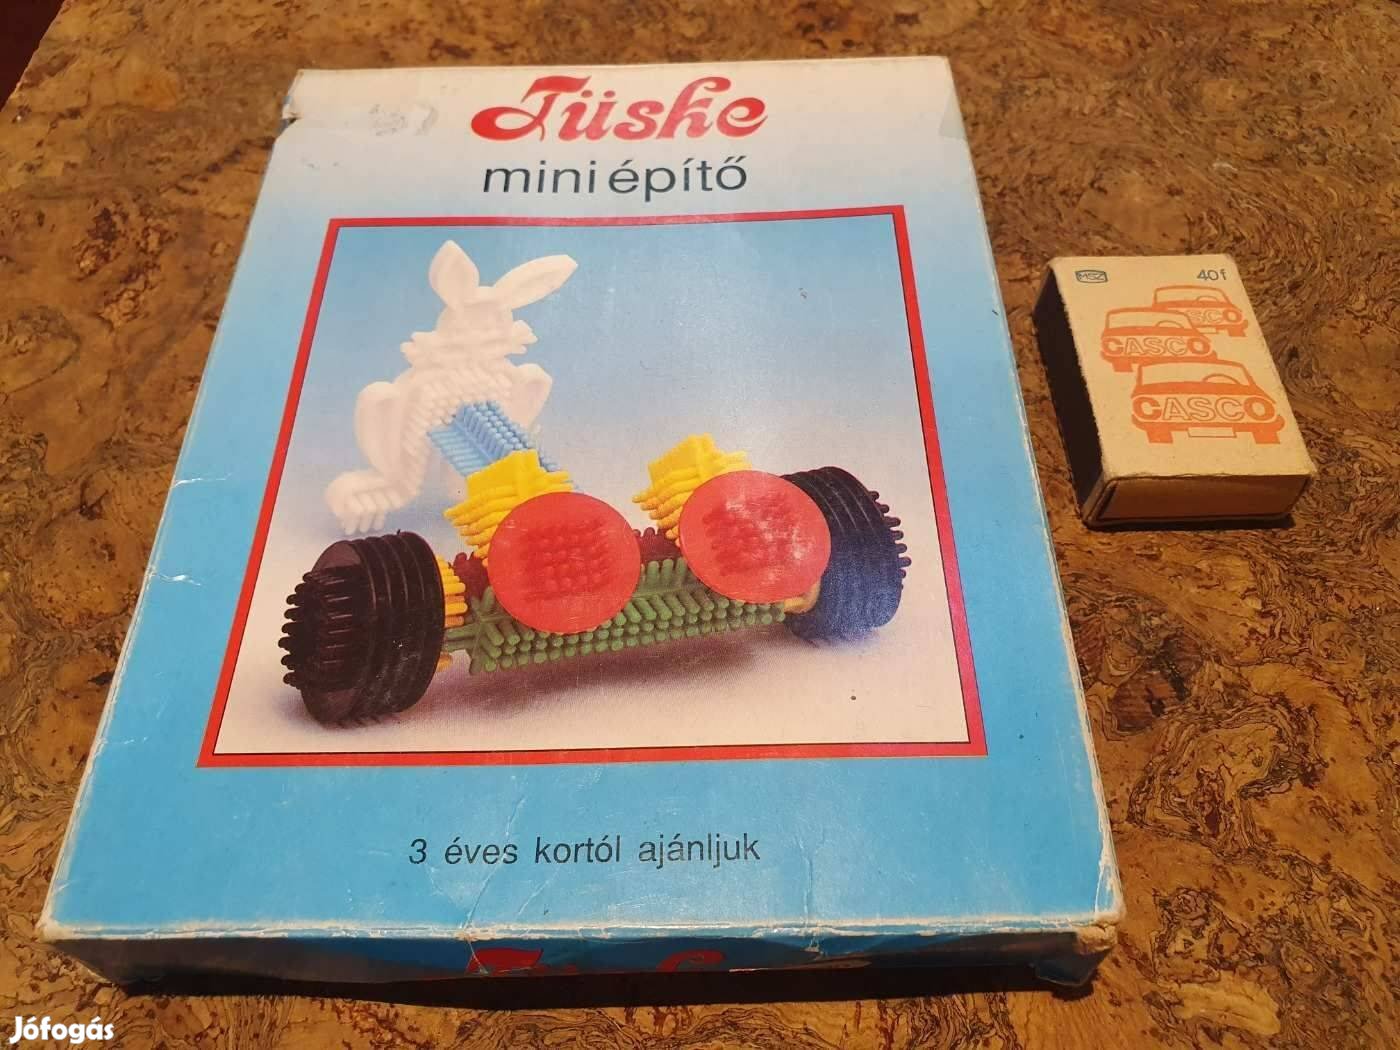 Tüske
mini építő
3 éves kortól ajánljuk
MSZ
40f
CASCO
CASCO
Jófogás